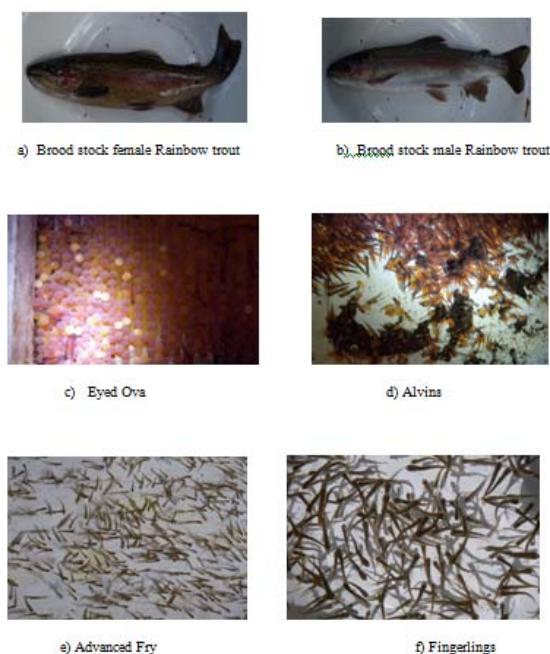 a) Brood stock female Rainbow trout
b) Brood stock male Rainbow trout
c) Eyed Ova
d) Alvins
e) Advanced Fry
f) Fingerlings